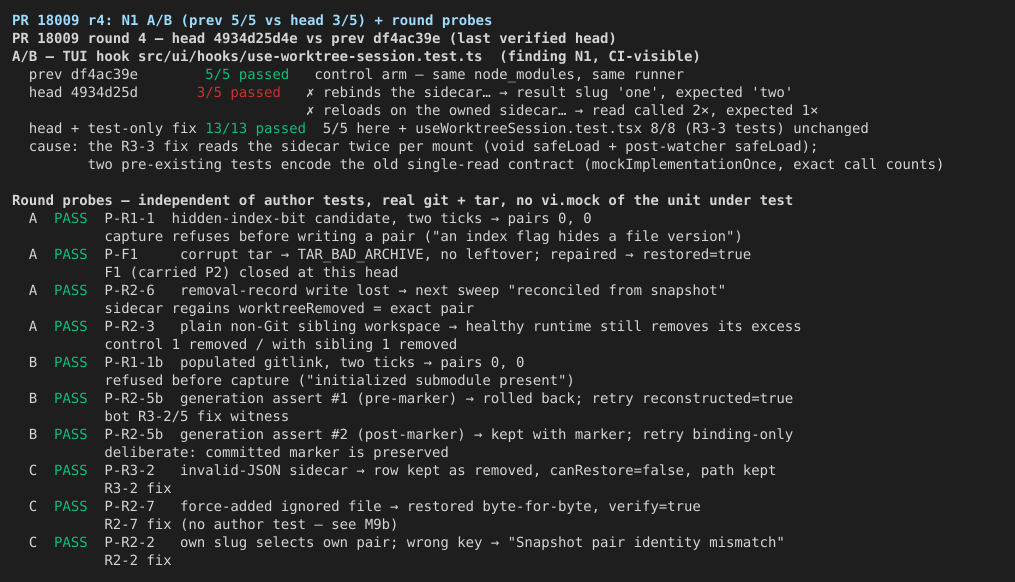 PR 18009 r4: N1 A/B (prev 5/5 vs head 3/5) + round probes
PR 18009 round 4 — head 4934d25d4e vs prev df4ac39e (last verified head)
A/B — TUI hook src/ui/hooks/use-worktree-session.test.ts  (finding N1, CI-visible)
prev df4ac39e        5/5 passed   control arm — same node_modules, same runner
head 4934d25d       3/5 passed   ✗ rebinds the sidecar… → result slug 'one', expected 'two'
✗ reloads on the owned sidecar… → read called 2×, expected 1×
head + test-only fix 13/13 passed  5/5 here + useWorktreeSession.test.tsx 8/8 (R3-3 tests) unchanged
cause: the R3-3 fix reads the sidecar twice per mount (void safeLoad + post-watcher safeLoad);
two pre-existing tests encode the old single-read contract (mockImplementationOnce, exact call counts)
Round probes — independent of author tests, real git + tar, no vi.mock of the unit under test
A  PASS  P-R1-1  hidden-index-bit candidate, two ticks → pairs 0, 0
capture refuses before writing a pair ("an index flag hides a file version")
A  PASS  P-F1     corrupt tar → TAR_BAD_ARCHIVE, no leftover; repaired → restored=true
F1 (carried P2) closed at this head
A  PASS  P-R2-6   removal-record write lost → next sweep "reconciled from snapshot"
sidecar regains worktreeRemoved = exact pair
A  PASS  P-R2-3   plain non-Git sibling workspace → healthy runtime still removes its excess
control 1 removed / with sibling 1 removed
B  PASS  P-R1-1b  populated gitlink, two ticks → pairs 0, 0
refused before capture ("initialized submodule present")
B  PASS  P-R2-5b  generation assert #1 (pre-marker) → rolled back; retry reconstructed=true
bot R3-2/5 fix witness
B  PASS  P-R2-5b  generation assert #2 (post-marker) → kept with marker; retry binding-only
deliberate: committed marker is preserved
C  PASS  P-R3-2   invalid-JSON sidecar → row kept as removed, canRestore=false, path kept
R3-2 fix
C  PASS  P-R2-7   force-added ignored file → restored byte-for-byte, verify=true
R2-7 fix (no author test — see M9b)
C  PASS  P-R2-2   own slug selects own pair; wrong key → "Snapshot pair identity mismatch"
R2-2 fix